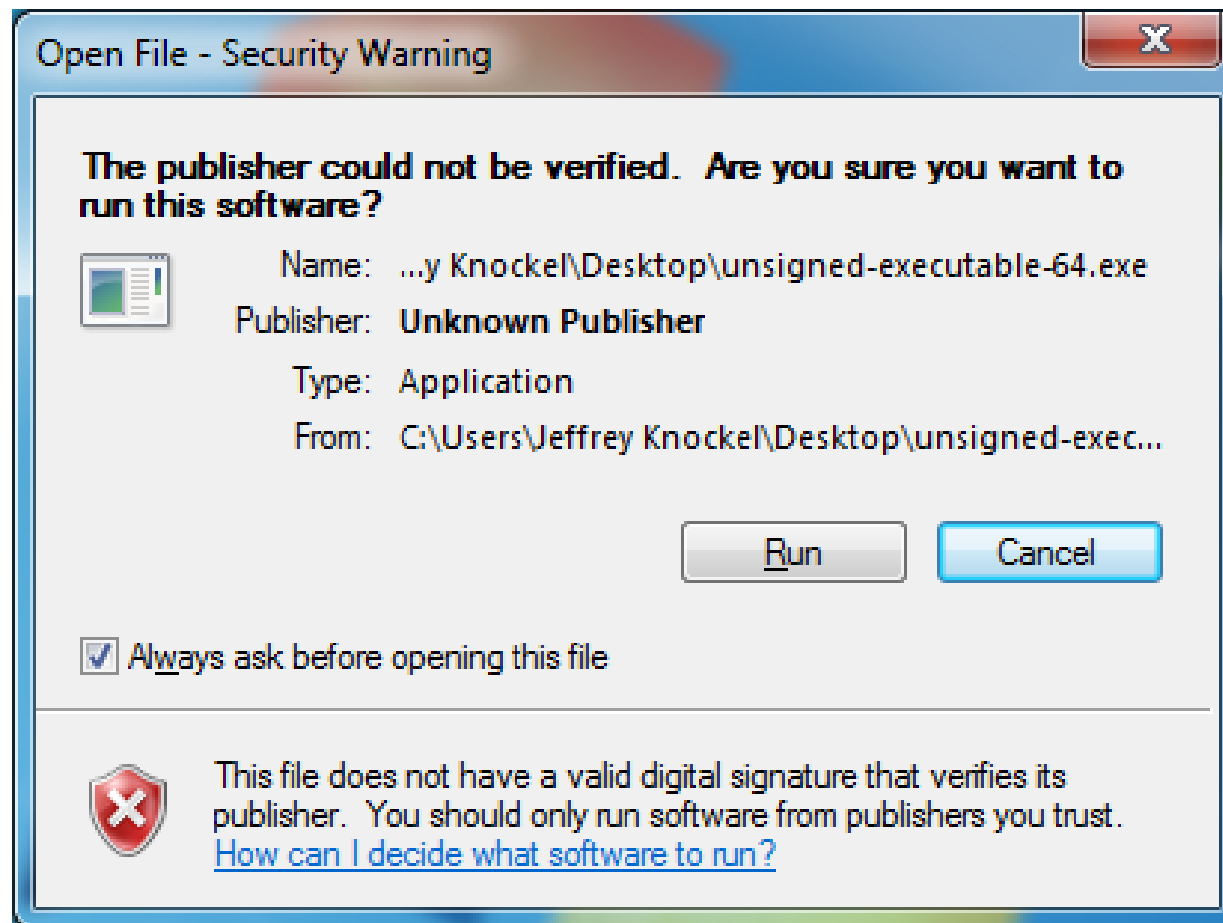 Open File - Security Warning
The publisher could not be verified.  Are you sure you want to
run this software?
Name: ...y Knockel\Desktop\unsigned-executable-64.exe
Publisher: Unknown Publisher
Type: Application
From: C:\Users\Jeffrey Knockel\Desktop\unsigned-exec...
Run Cancel
Always ask before opening this file
This file does not have a valid digital signature that verifies its
publisher.  You should only run software from publishers you trust.
How can I decide what software to run?